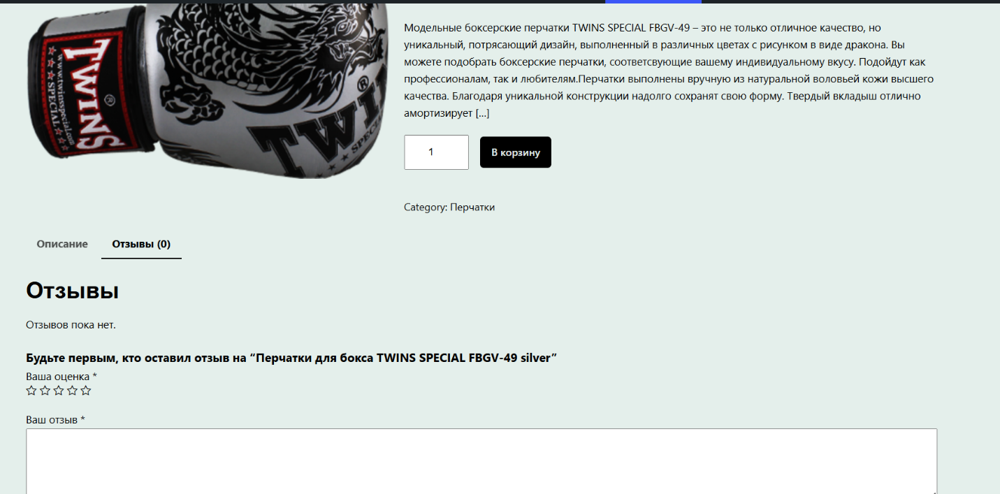 TWINS
SPECIAL
www.twinsspecial.com
®
®
TWI
SPECIAL
Модельные боксерские перчатки TWINS SPECIAL FBGV-49 – это не только отличное качество, но
уникальный, потрясающий дизайн, выполненный в различных цветах с рисунком в виде дракона. Вы
можете подобрать боксерские перчатки, соответсвующие вашему индивидуальному вкусу. Подойдут как
профессионалам, так и любителям.Перчатки выполнены вручную из натуральной воловьей кожи высшего
качества. Благодаря уникальной конструкции надолго сохранят свою форму. Твердый вкладыш отлично
амортизирует […]
1
В корзину
Category: Перчатки
Описание
Отзывы (0)
Отзывы
Отзывов пока нет.
Будьте первым, кто оставил отзыв на “Перчатки для бокса TWINS SPECIAL FBGV-49 silver”
Ваша оценка *
Ваш отзыв *